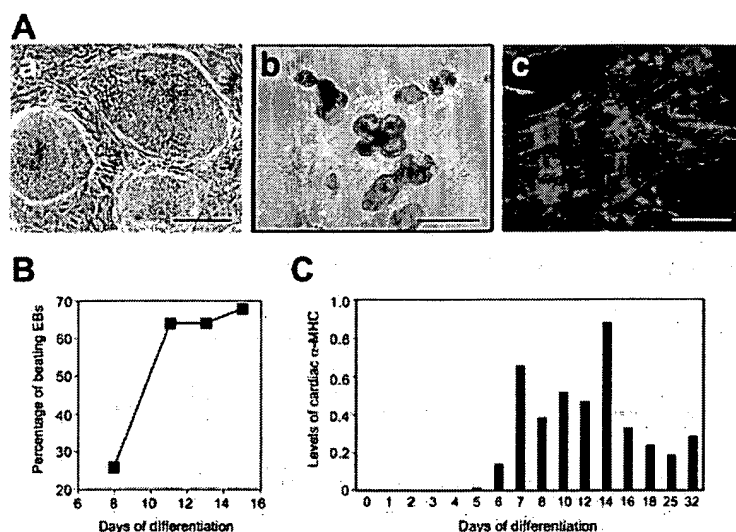 A
a b c
B
C
Percentage of beating EBs
70
60
50
40
30
20
6 8 10 12 14 16
Days of differentiation
Levels of cardiac α-MHC
1.0
0.8
0.6
0.4
0.2
0
0 1 2 3 4 5 6 7 8 10 12 14 16 18 25 32
Days of differentiation